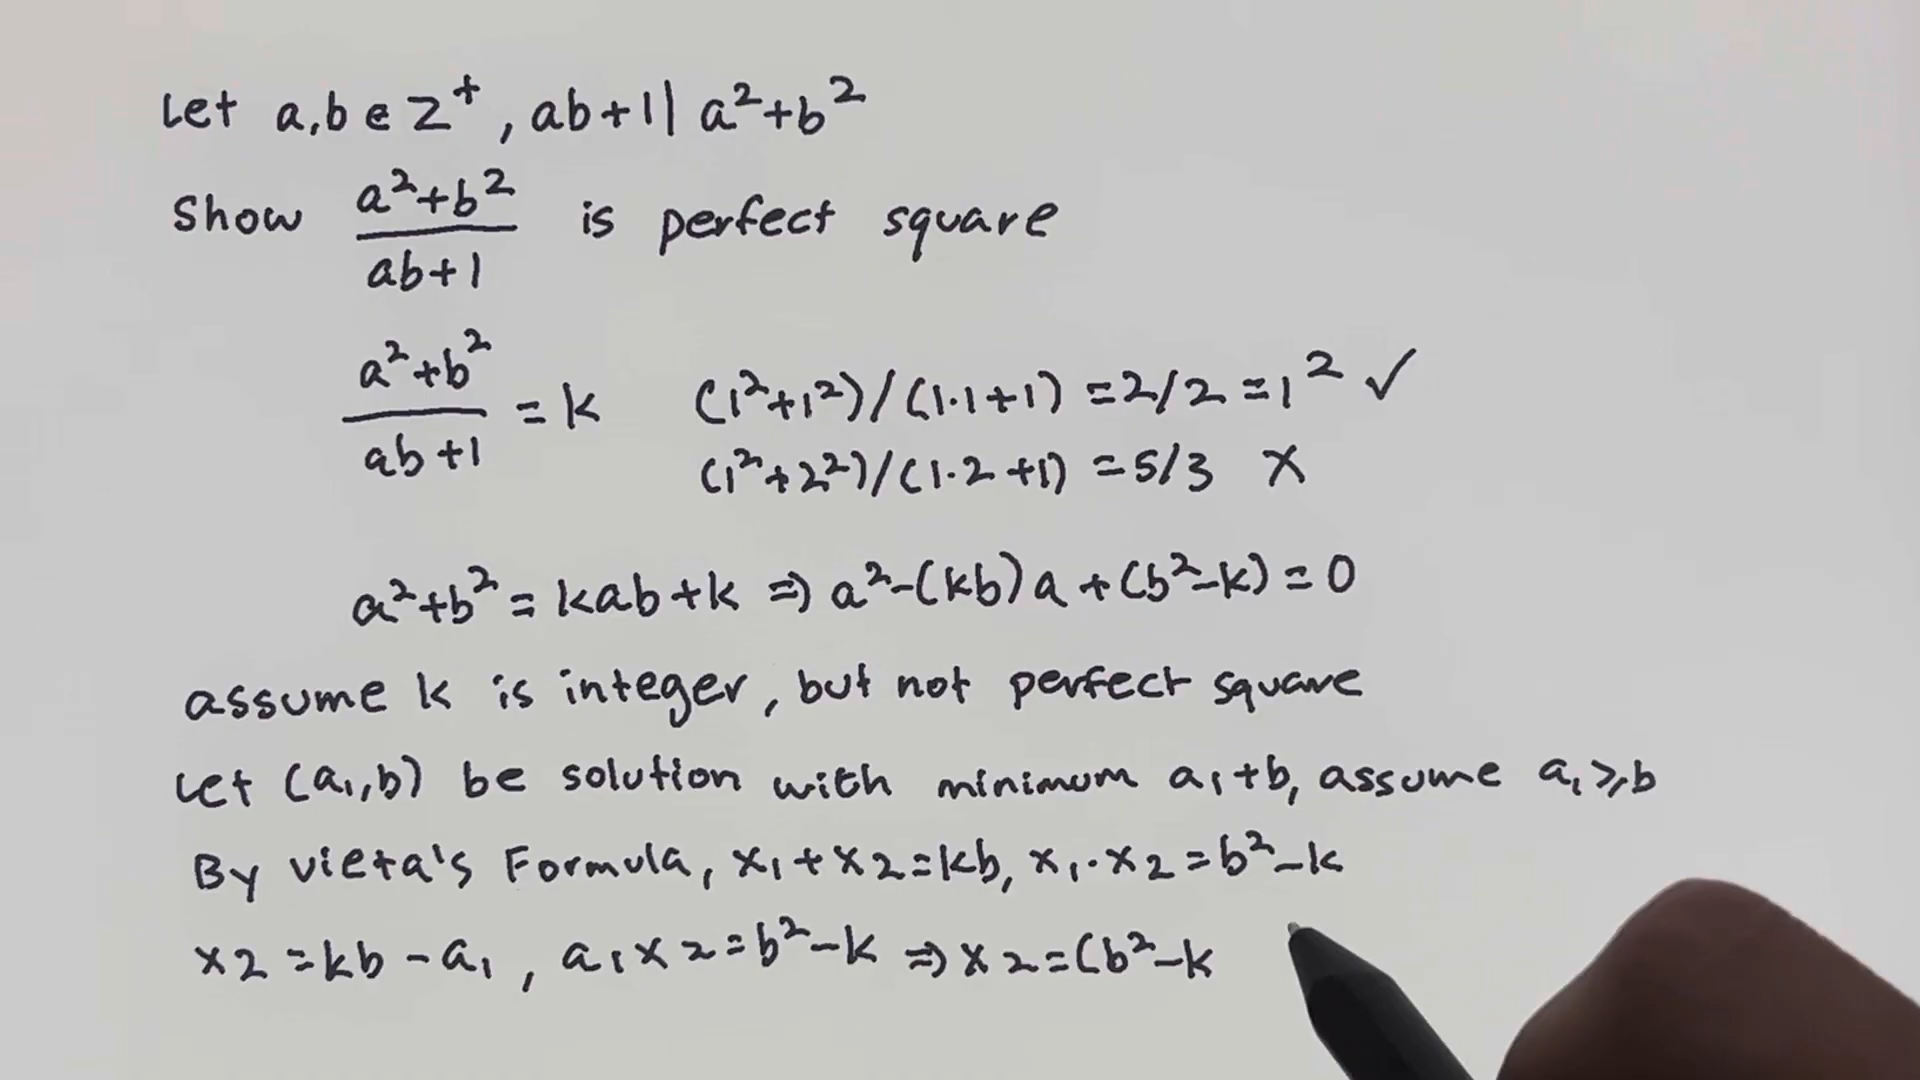 Let a,b ∈ Z⁺, ab+1 | a²+b²
Show (a²+b²)/(ab+1) is perfect square
(a²+b²)/(ab+1) = k (1²+1²)/(1·1+1) = 2/2 = 1² ✓
(1²+2²)/(1·2+1) = 5/3 X
a²+b² = kab+k ⇒ a²-(kb)a+(b²-k) = 0
assume k is integer, but not perfect square
Let (a₁,b) be solution with minimum a₁+b, assume a₁ ⩾ b
By vieta's Formula, x₁+x2=kb, x₁·x2=b²-k
x2=kb-a₁, a₁x2=b²-k ⇒ x2=(b²-k